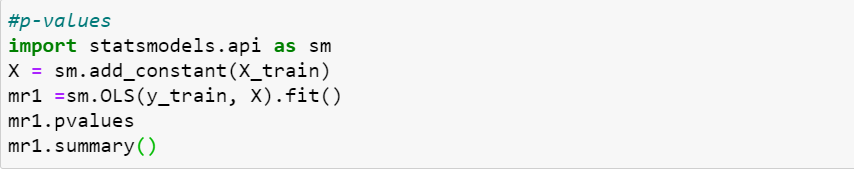 #p-values
import statsmodels.api as sm
X = sm.add_constant(X_train)
mr1 =sm.OLS(y_train, X).fit()
mr1.pvalues
mr1.summary()